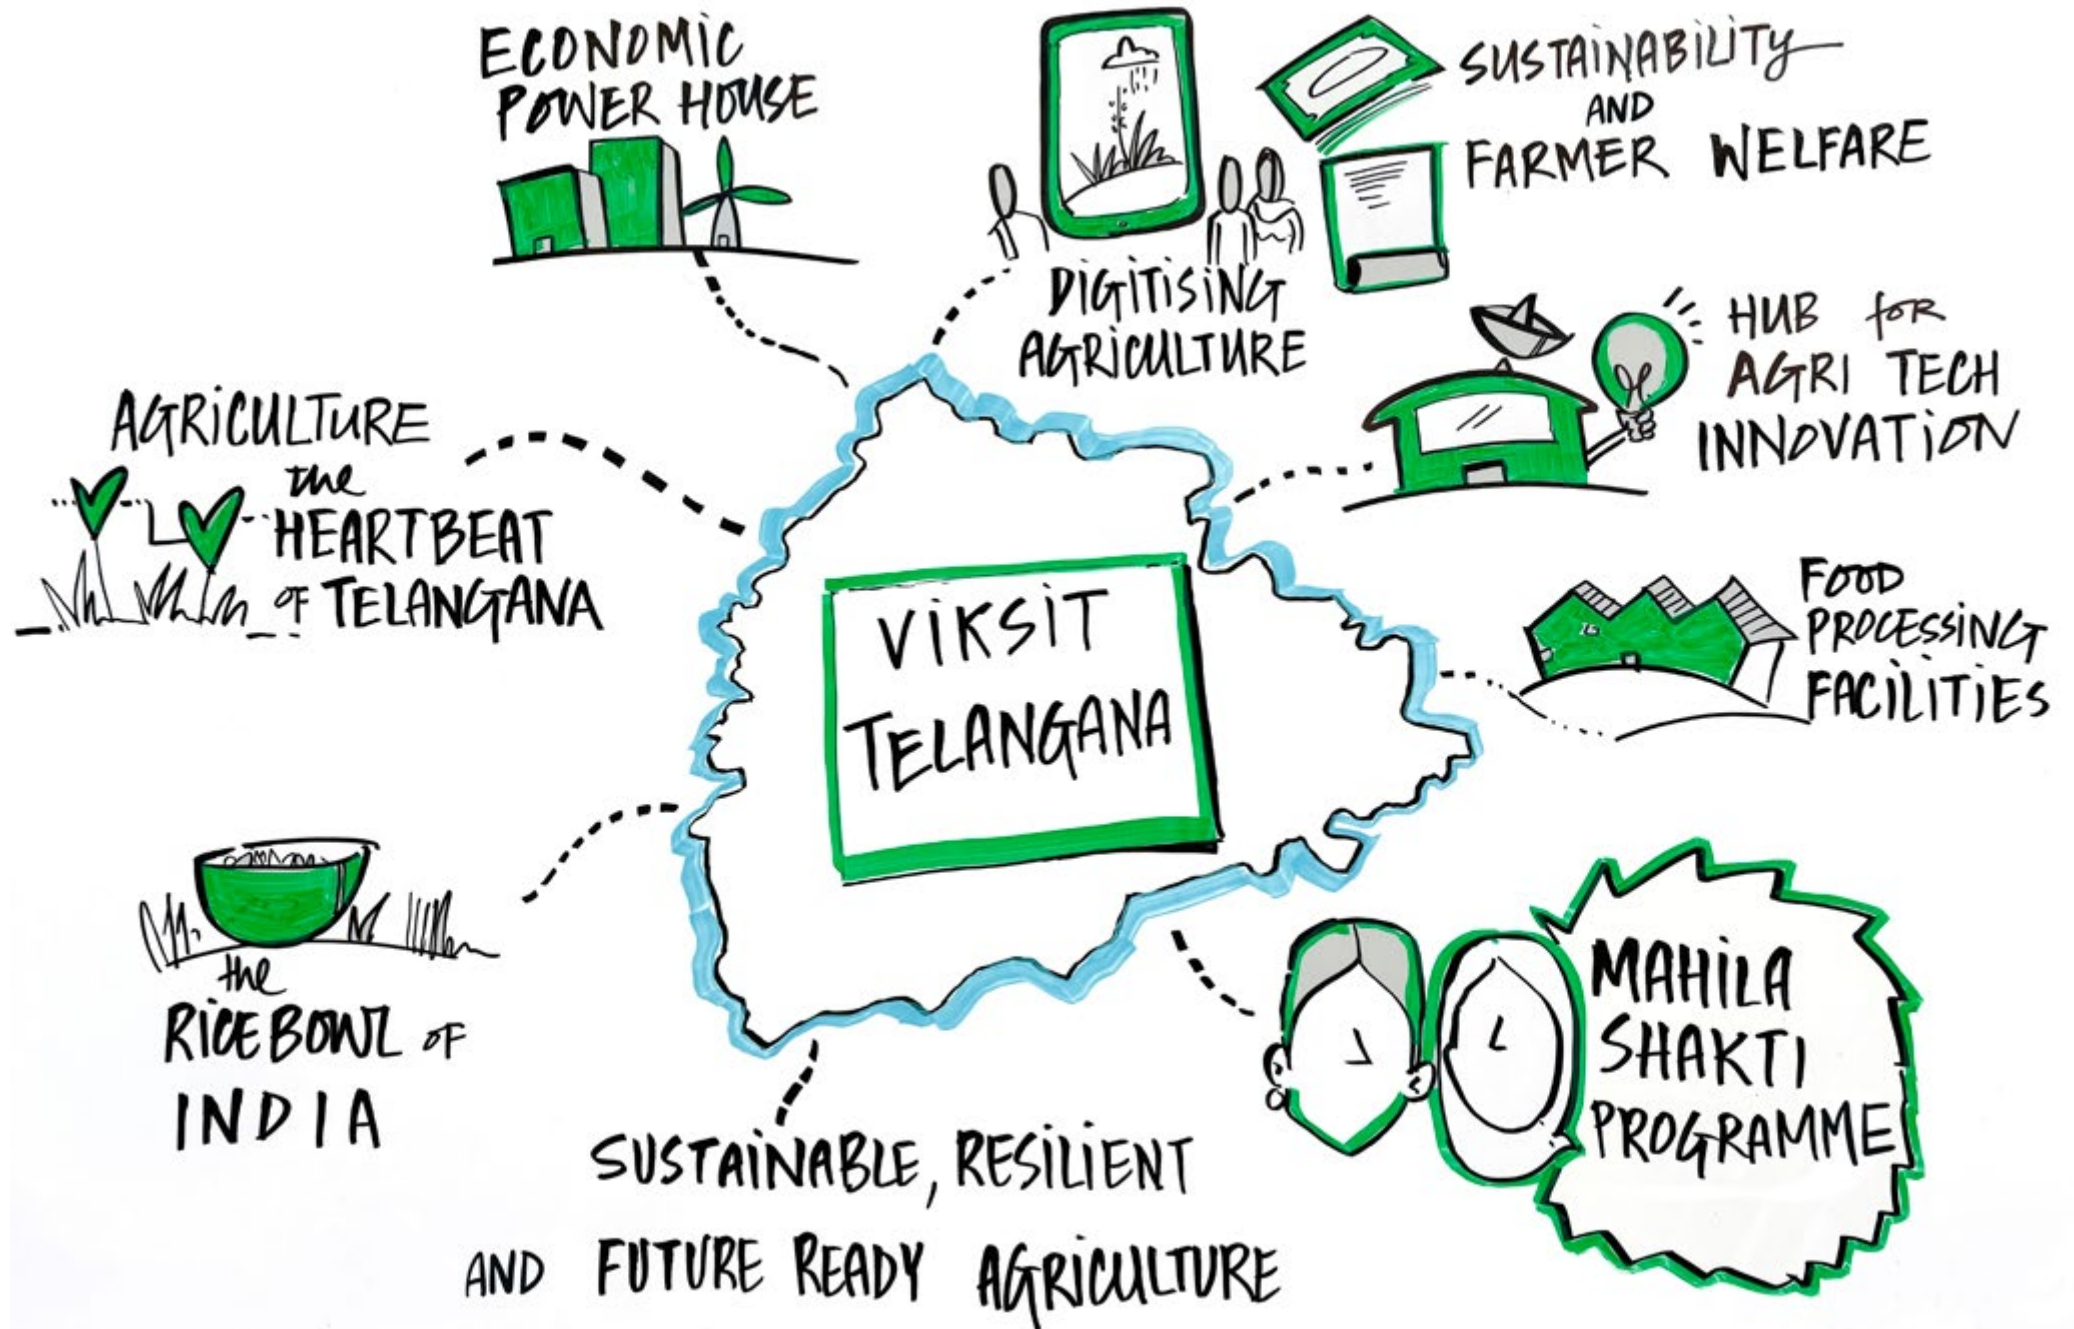 ECONOMIC
POWER HOUSE
DIGITISING
AGRICULTURE
SUSTAINABILITY
AND
FARMER WELFARE
HUB for
AGRI TECH
INNOVATION
AGRICULTURE
the
HEARTBEAT
OF TELANGANA
VIKSIT
TELANGANA
FOOD
PROCESSING
FACILITIES
the
RICE BOWL OF
INDIA
MAHILA
SHAKTI
PROGRAMME
SUSTAINABLE, RESILIENT
AND FUTURE READY AGRICULTURE